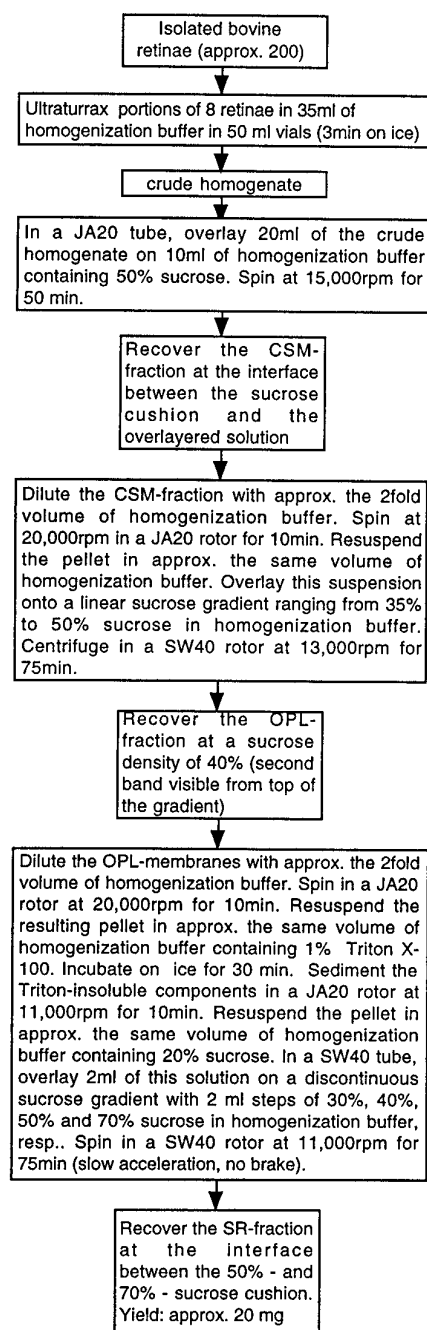 Isolated bovine
retinae (approx. 200)
Ultraturrax portions of 8 retinae in 35ml of
homogenization buffer in 50 ml vials (3min on ice)
crude homogenate
In a JA20 tube, overlay 20ml of the crude
homogenate on 10ml of homogenization buffer
containing 50% sucrose. Spin at 15,000rpm for
50 min.
Recover the CSM-
fraction at the interface
between the sucrose
cushion and the
overlayered solution
Dilute the CSM-fraction with approx. the 2fold
volume of homogenization buffer. Spin at
20,000rpm in a JA20 rotor for 10min. Resuspend
the pellet in approx. the same volume of
homogenization buffer. Overlay this suspension
onto a linear sucrose gradient ranging from 35%
to 50% sucrose in homogenization buffer.
Centrifuge in a SW40 rotor at 13,000rpm for
75min.
Recover the OPL-
fraction at a sucrose
density of 40% (second
band visible from top of
the gradient)
Dilute the OPL-membranes with approx. the 2fold
volume of homogenization buffer. Spin in a JA20
rotor at 20,000rpm for 10min. Resuspend the
resulting pellet in approx. the same volume of
homogenization buffer containing 1% Triton X-
100. Incubate on ice for 30 min. Sediment the
Triton-insoluble components in a JA20 rotor at
11,000rpm for 10min. Resuspend the pellet in
approx. the same volume of homogenization
buffer containing 20% sucrose. In a SW40 tube,
overlay 2ml of this solution on a discontinuous
sucrose gradient with 2 ml steps of 30%, 40%,
50% and 70% sucrose in homogenization buffer,
resp.. Spin in a SW40 rotor at 11,000rpm for
75min (slow acceleration, no brake).
Recover the SR-fraction
at the interface
between the 50% - and
70% - sucrose cushion.
Yield: approx. 20 mg